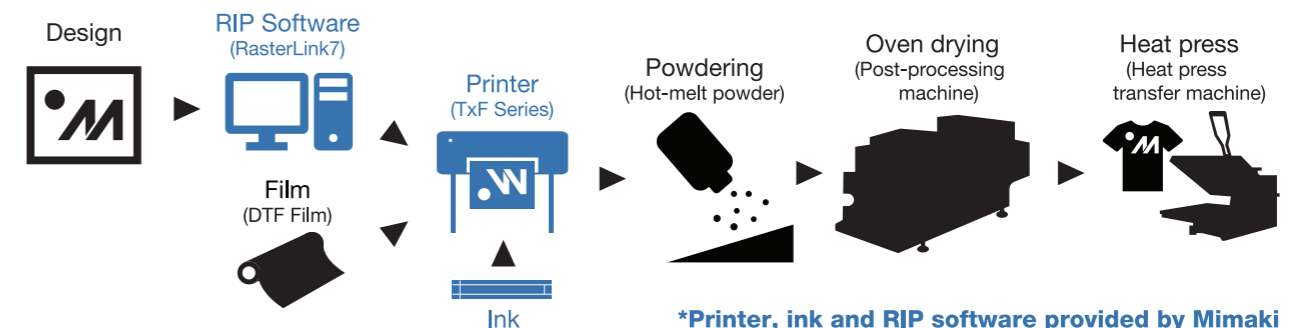 Design
RIP Software
(RasterLink7)
Film
(DTF Film)
Printer
(TxF Series)
Ink
Powdering
(Hot-melt powder)
Oven drying
(Post-processing
machine)
Heat press
(Heat press
transfer machine)
*Printer, ink and RIP software provided by Mimaki